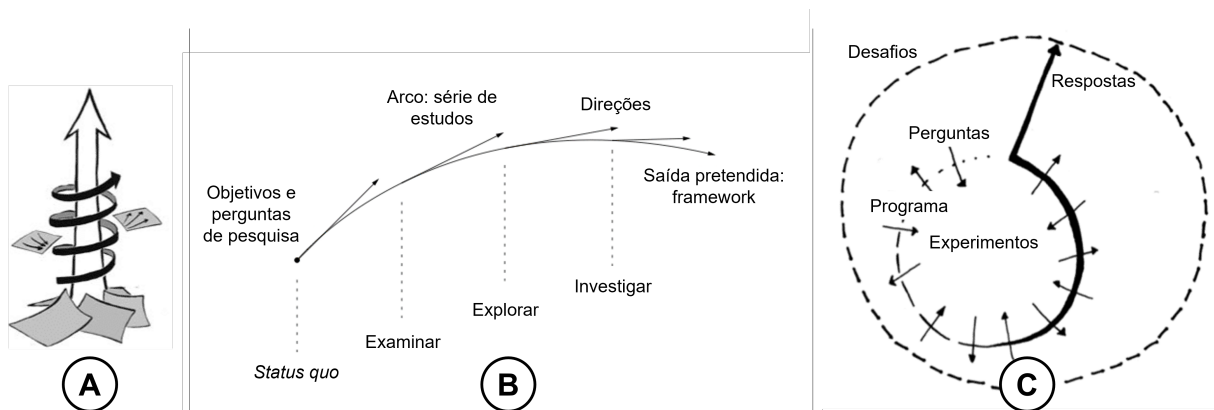 A
Arco: série de
estudos
Direções
Objetivos e
perguntas
de pesquisa
Saída pretendida:
framework
Investigar
Explorar
Examinar
Status quo
B
Desafios
Respostas
Perguntas
Programa
Experimentos
C